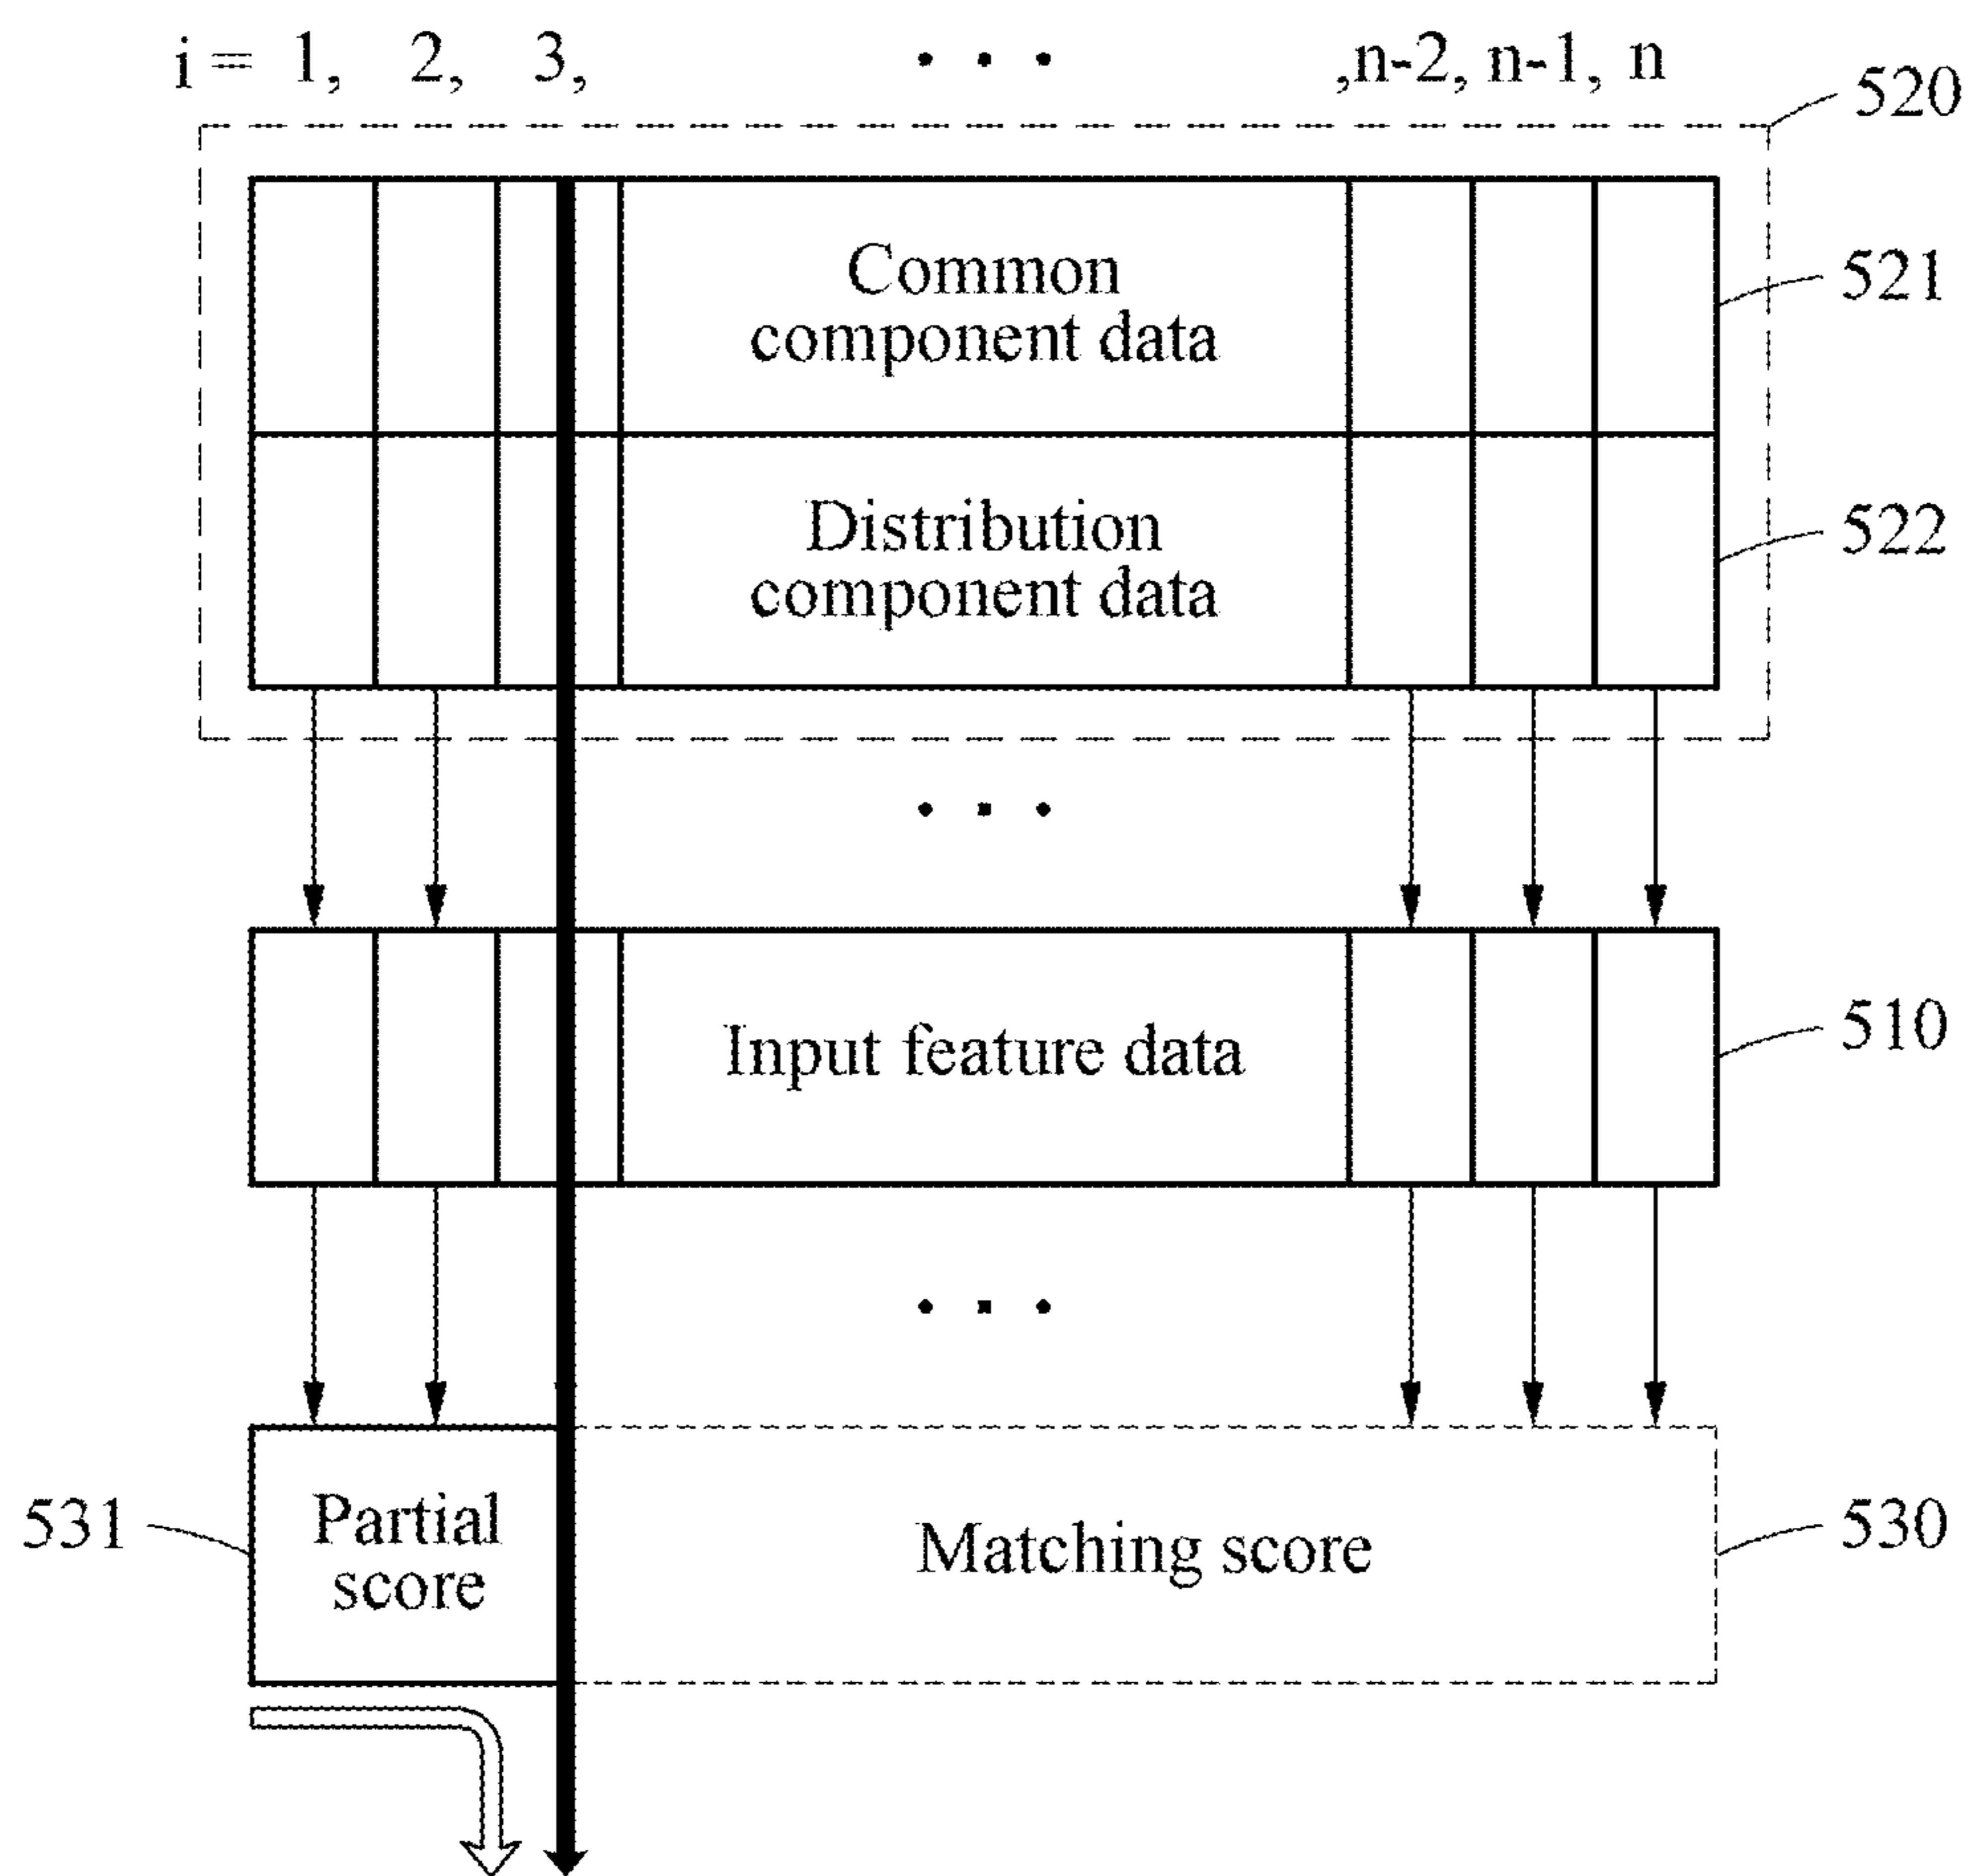 i = 1, 2, 3, • • • ,n-2, n-1, n
520
Common
component data
521
Distribution
component data
522
• • •
Input feature data
510
• • •
531
Partial
score
Matching score
530